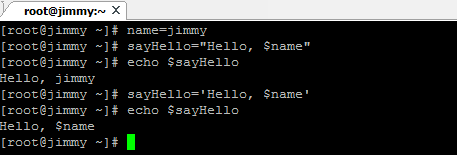 root@jimmy:~ X
[root@jimmy ~]# name=jimmy
[root@jimmy ~]# sayHello="Hello, $name"
[root@jimmy ~]# echo $sayHello
Hello, jimmy
[root@jimmy ~]# sayHello='Hello, $name'
[root@jimmy ~]# echo $sayHello
Hello, $name
[root@jimmy ~]#